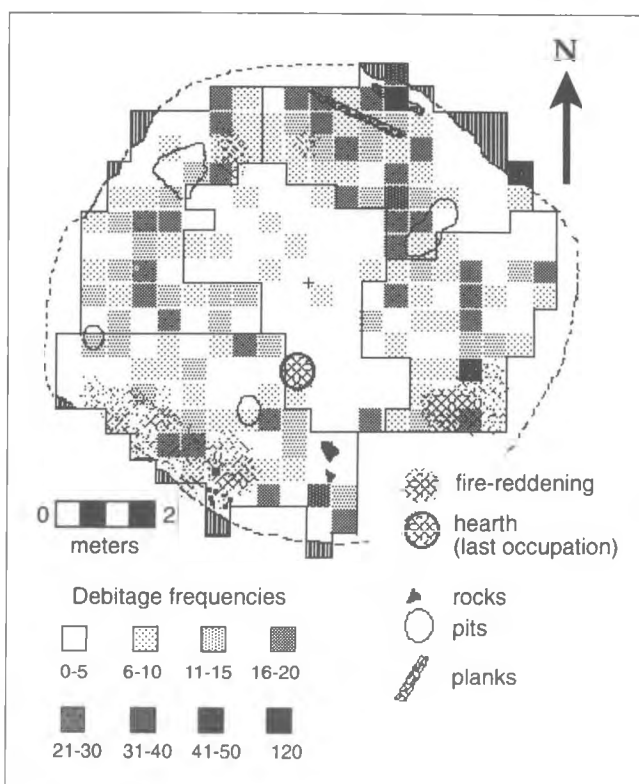 N
0 2
meters
fire-reddening
hearth
(last occupation)
rocks
pits
planks
Debitage frequencies
0-5 6-10 11-15 16-20
21-30 31-40 41-50 120